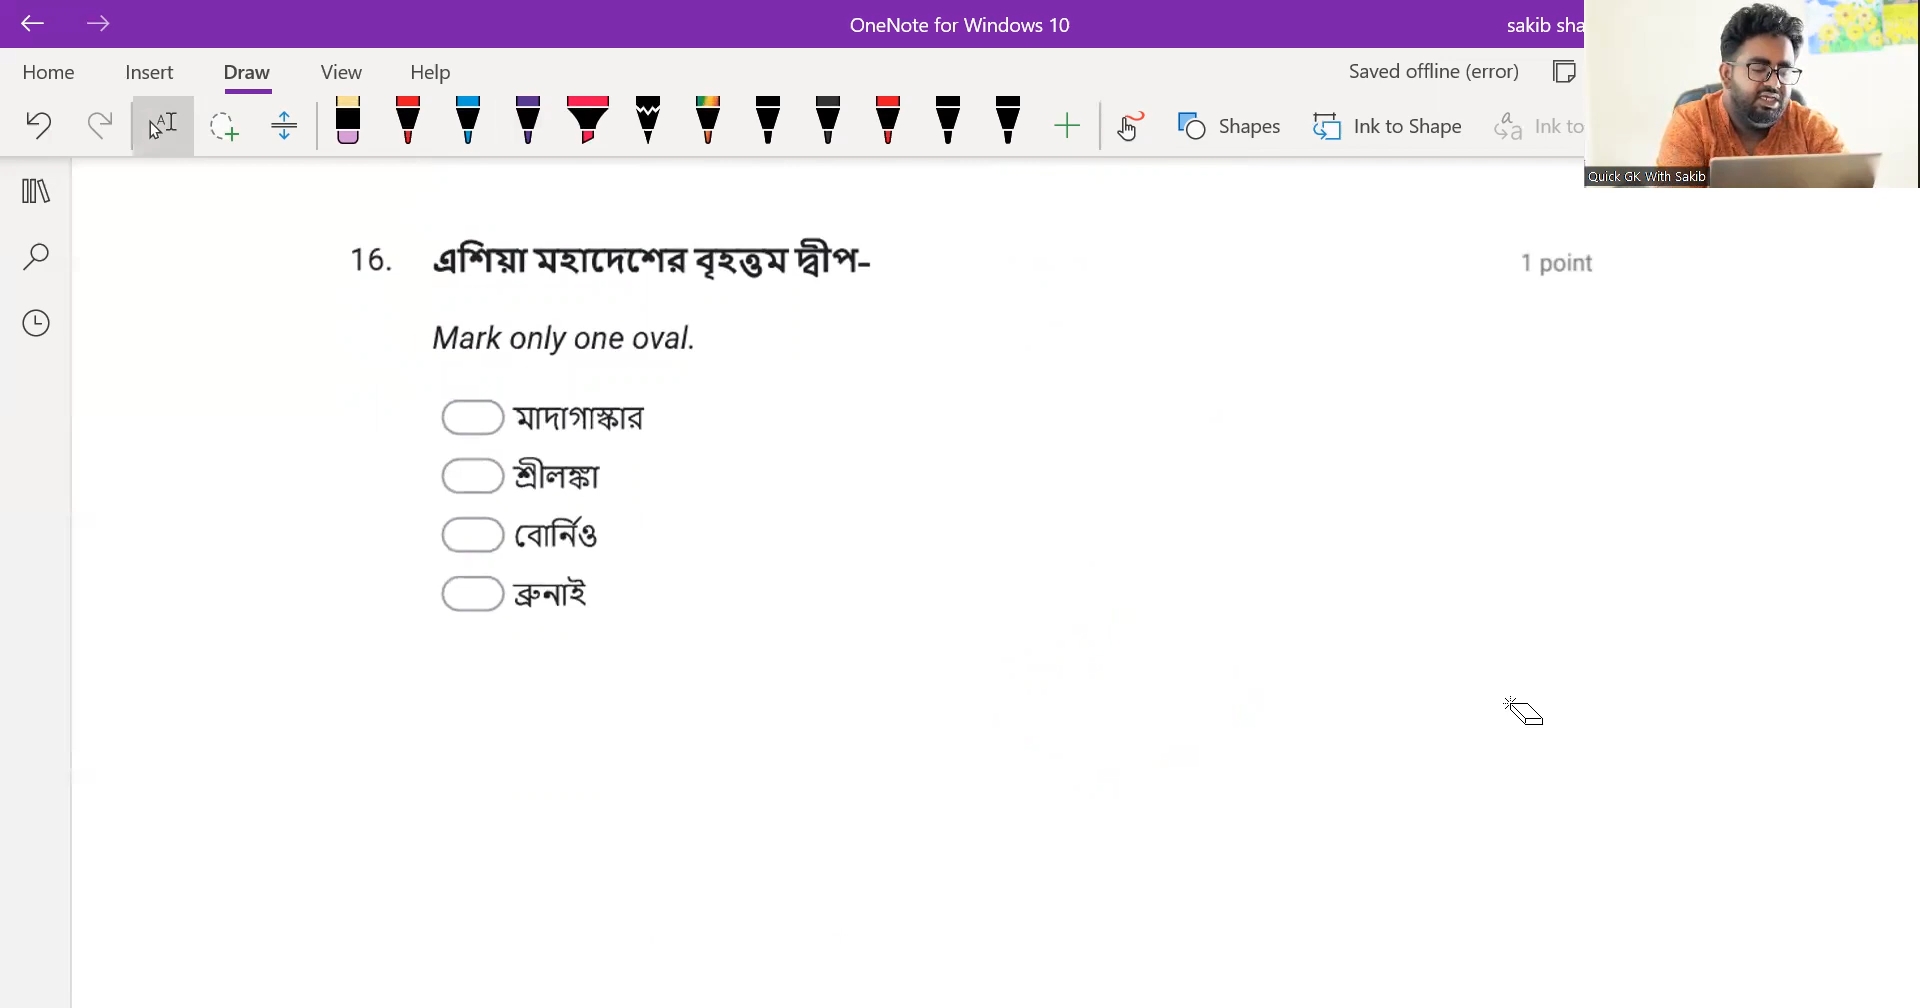 OneNote for Windows 10
sakib sha
Home Insert Draw View Help
Saved offline (error)
Shapes Ink to Shape Ink to
Quick GK With Sakib
16. এশিয়া মহাদেশের বৃহত্তম দ্বীপ- 1 point
Mark only one oval.
মাদাগাস্কার
শ্রীলঙ্কা
বোর্নিও
ব্রুনাই